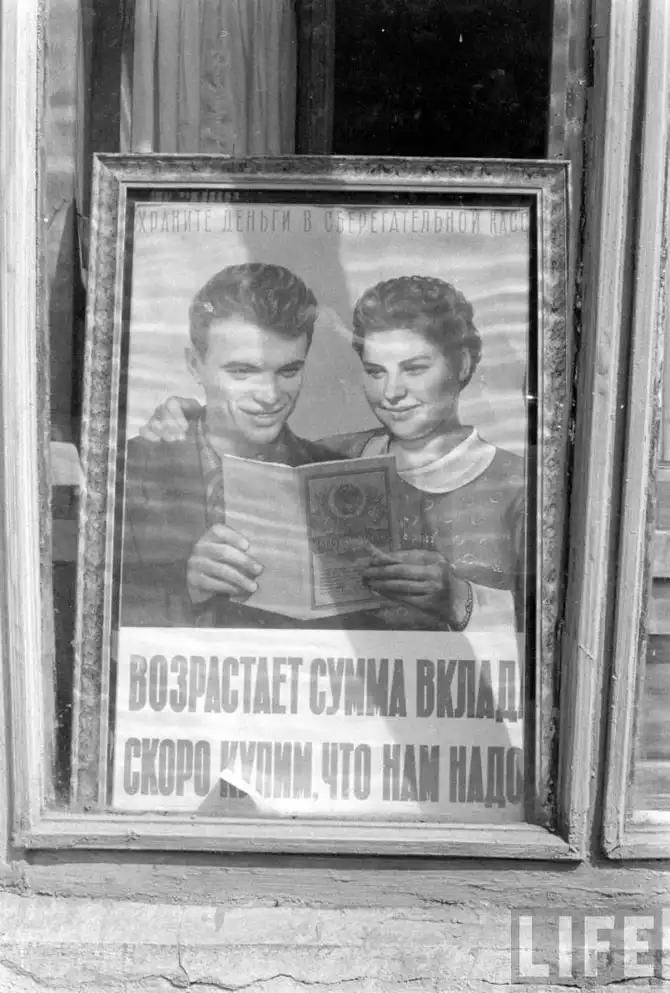 ХРАНИТЕ ДЕНЬГИ В СБЕРЕГАТЕЛЬНОЙ КАСС
ВОЗРАСТАЕТ СУММА ВКЛАД
СКОРО КУПИМ, ЧТО НАМ НАДО
LIFE